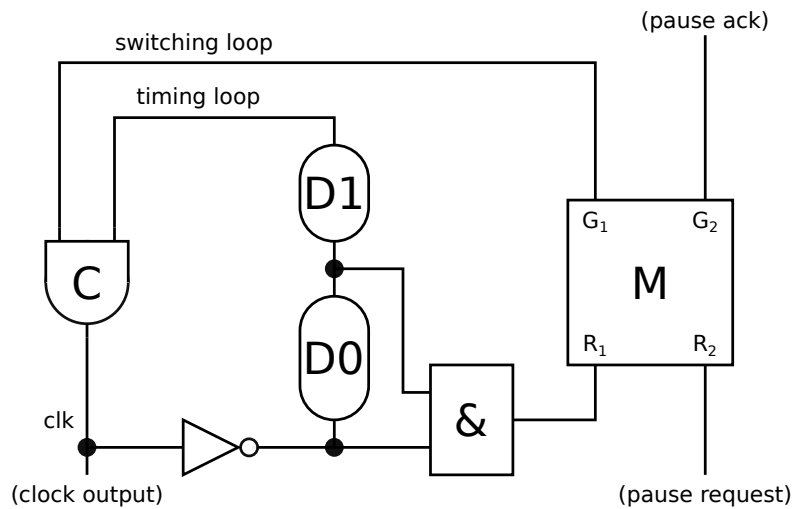 (pause ack)
switching loop
timing loop
D1
G1 G2
C
M
D0
R1 R2
clk
&
(clock output)
(pause request)